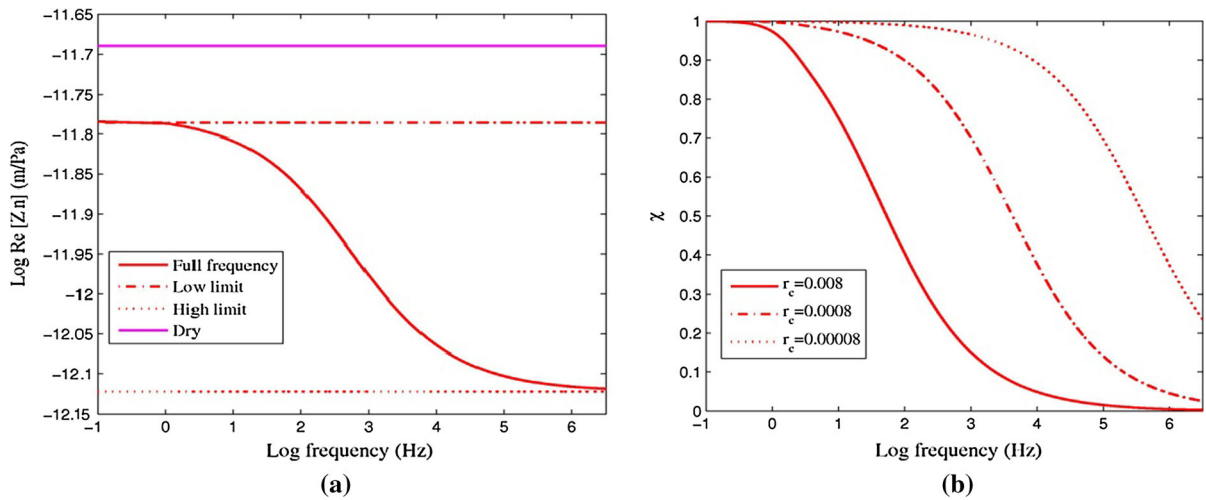 -11.65
-11.7
-11.75
-11.8
-11.85
-11.9
-11.95
-12
-12.05
-12.1
-12.15
Log Re [Zn] (m/Pa)
Full frequency
Low limit
High limit
Dry
-1 0 1 2 3 4 5 6
Log frequency (Hz)
(a)
1
0.9
0.8
0.7
0.6
0.5
0.4
0.3
0.2
0.1
0
χ
r_c=0.008
r_c=0.0008
r_c=0.00008
-1 0 1 2 3 4 5 6
Log frequency (Hz)
(b)